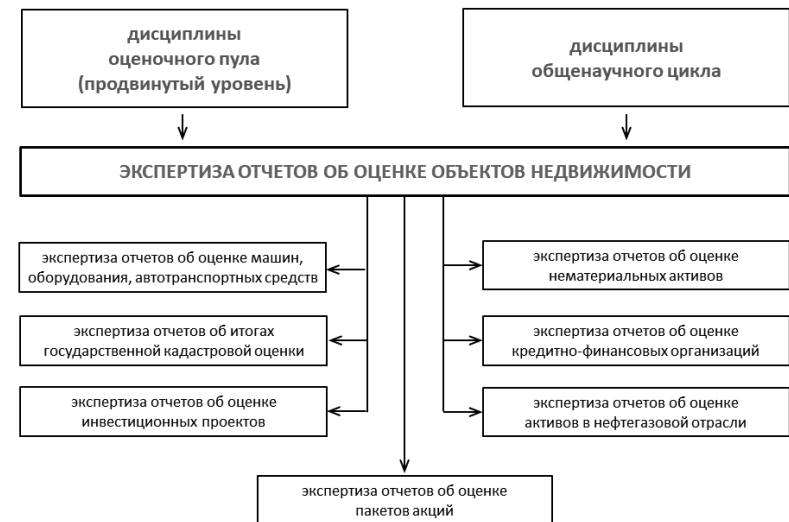 дисциплины
оценочного пула
(продвинутый уровень)
дисциплины
общенаучного цикла
ЭКСПЕРТИЗА ОТЧЕТОВ ОБ ОЦЕНКЕ ОБЪЕКТОВ НЕДВИЖИМОСТИ
экспертиза отчетов об оценке машин,
оборудования, автотранспортных средств
экспертиза отчетов об оценке
нематериальных активов
экспертиза отчетов об итогах
государственной кадастровой оценки
экспертиза отчетов об оценке
кредитно-финансовых организаций
экспертиза отчетов об оценке
инвестиционных проектов
экспертиза отчетов об оценке
активов в нефтегазовой отрасли
экспертиза отчетов об оценке
пакетов акций